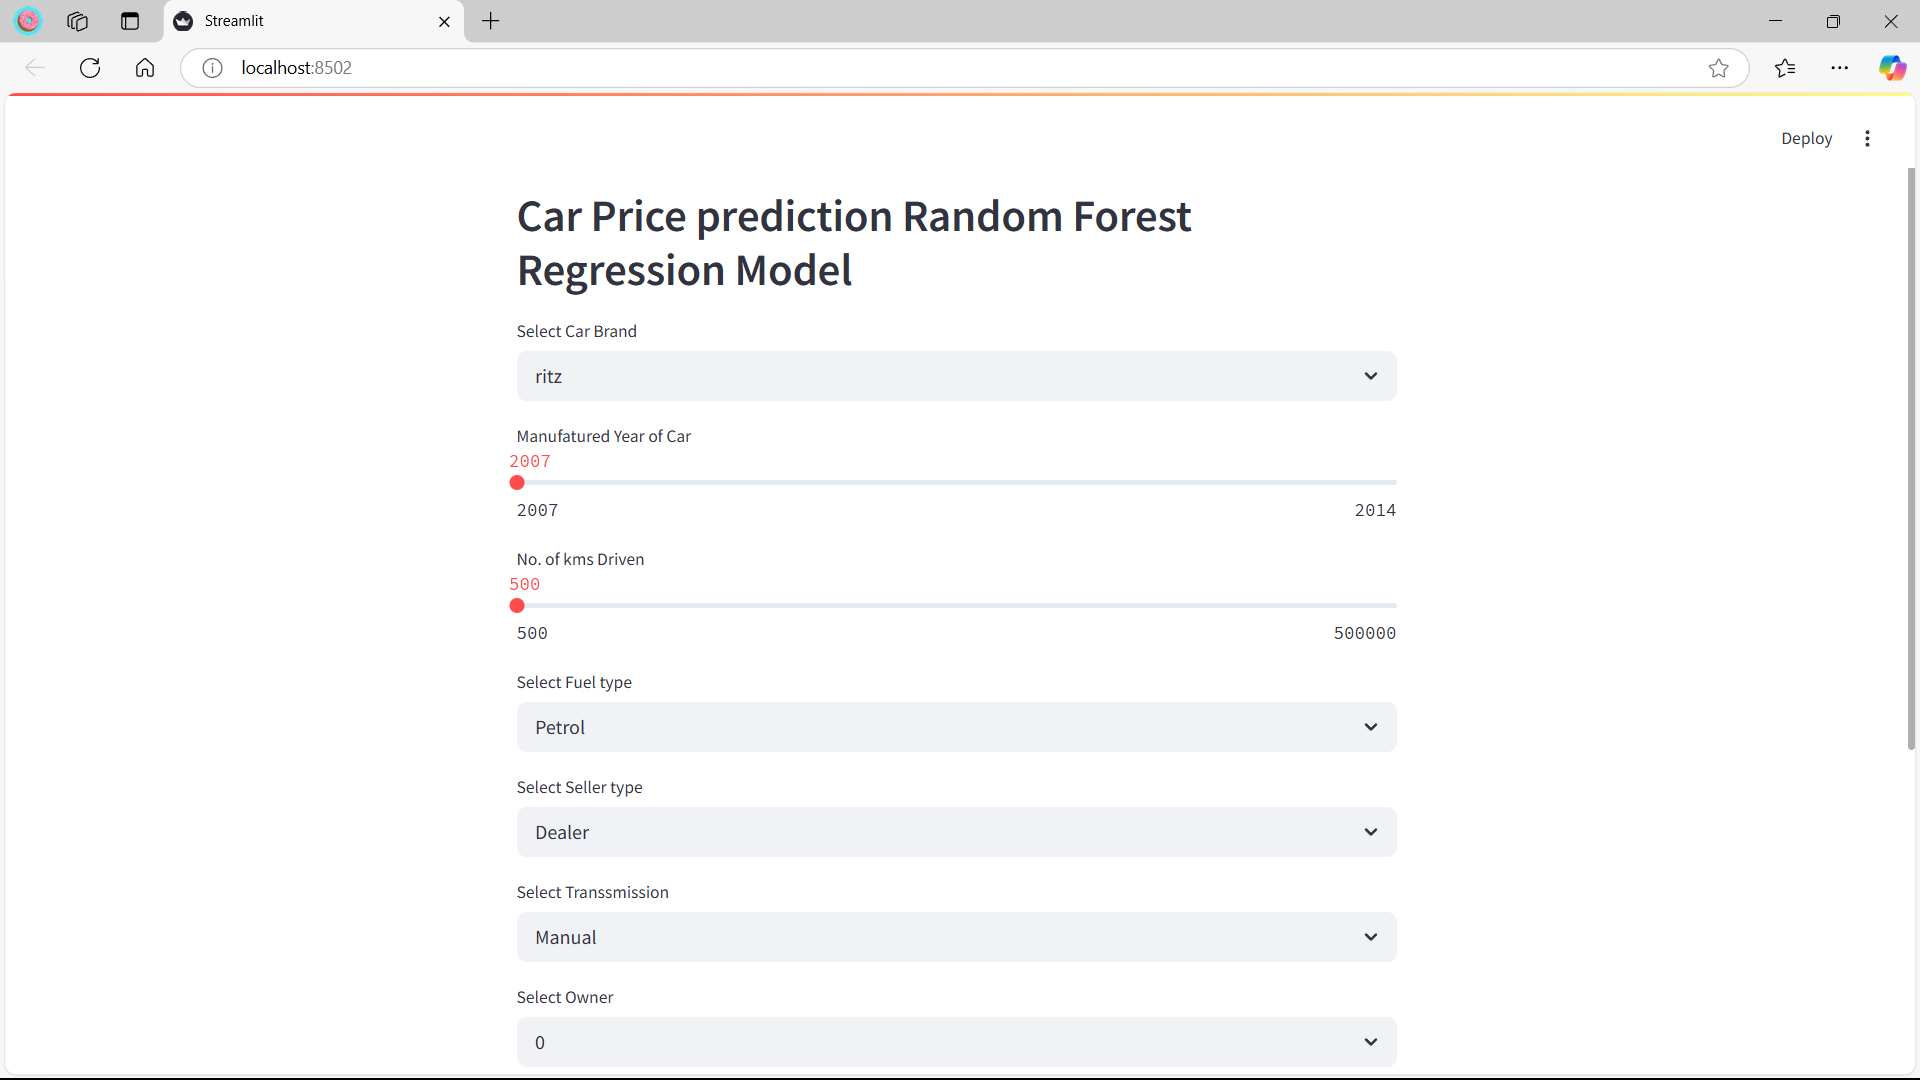 Streamlit
localhost:8502
Deploy
Car Price prediction Random Forest
Regression Model
Select Car Brand
ritz
Manufatured Year of Car
2007
2007 2014
No. of kms Driven
500
500 500000
Select Fuel type
Petrol
Select Seller type
Dealer
Select Transsmission
Manual
Select Owner
0